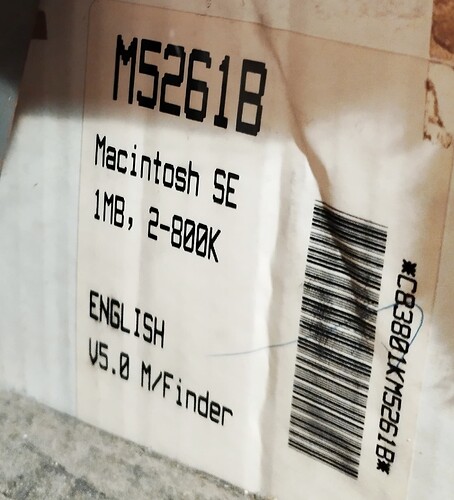 M5261B
Macintosh SE
1MB, 2-800K
ENGLISH
V5.0 M/Finder
*C83801KM5261B*